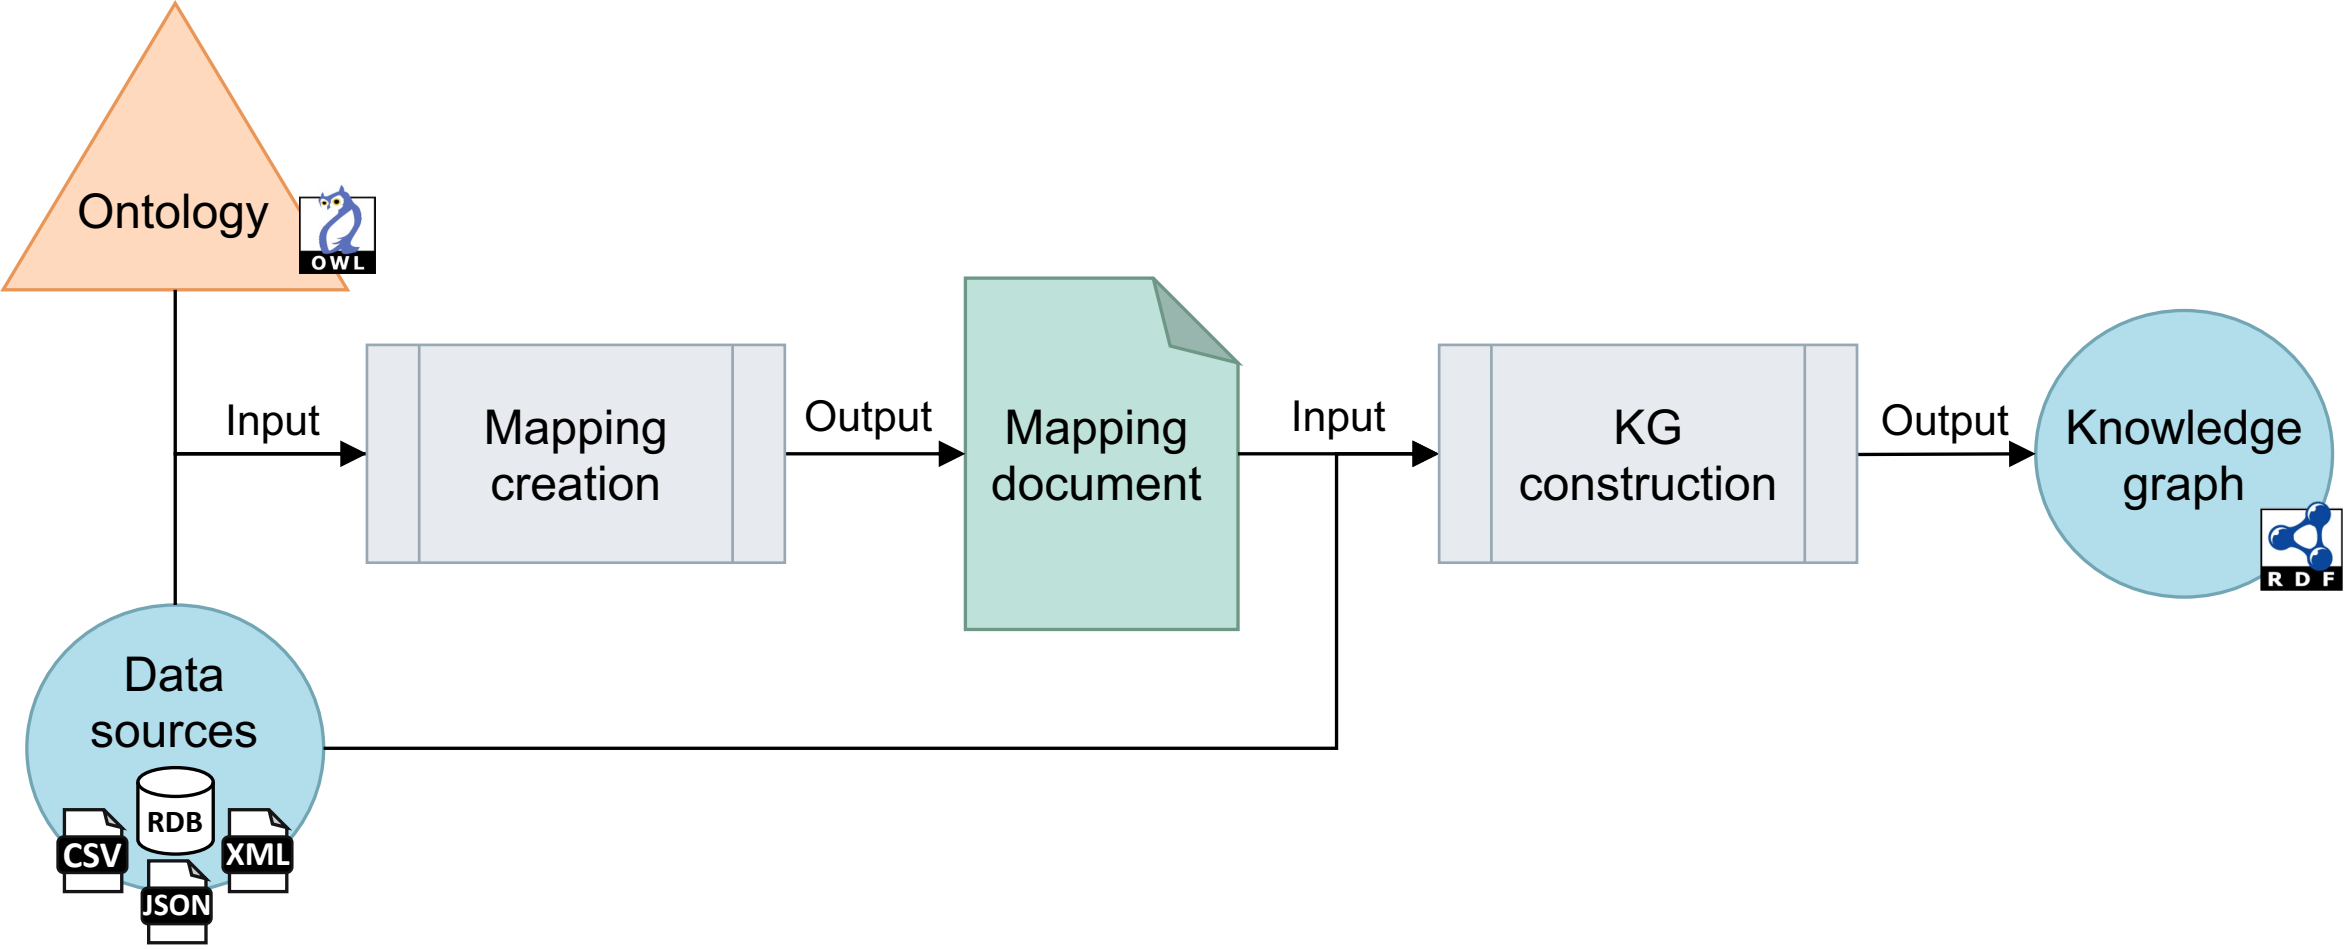 Ontology
OWL
Input
Mapping
creation
Output
Mapping
document
Input
KG
construction
Output
Knowledge
graph
RDF
Data
sources
RDB
CSV
XML
JSON